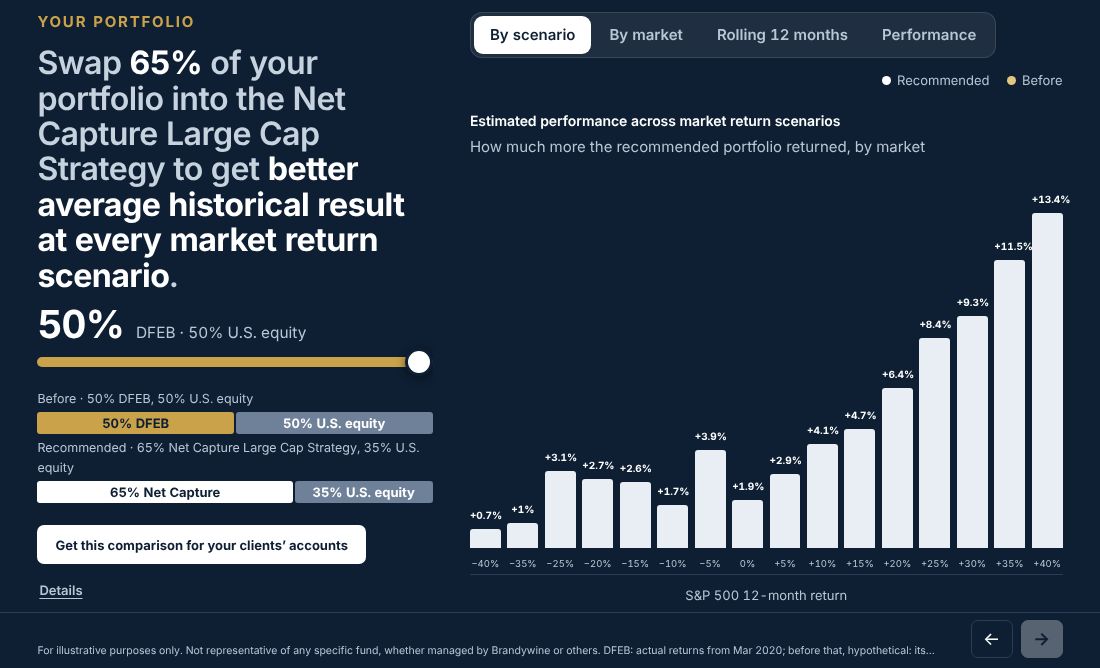 YOUR PORTFOLIO
Swap 65% of your
portfolio into the Net
Capture Large Cap
Strategy to get better
average historical result
at every market return
scenario.
50% DFEB · 50% U.S. equity
Before · 50% DFEB, 50% U.S. equity
50% DFEB 50% U.S. equity
Recommended · 65% Net Capture Large Cap Strategy, 35% U.S.
equity
65% Net Capture 35% U.S. equity
Get this comparison for your clients’ accounts
Details
By scenario By market Rolling 12 months Performance
Recommended Before
Estimated performance across market return scenarios
How much more the recommended portfolio returned, by market
+0.7% +1% +3.1% +2.7% +2.6% +1.7% +3.9% +1.9% +2.9% +4.1% +4.7% +6.4% +8.4% +9.3% +11.5% +13.4%
−40% −35% −25% −20% −15% −10% −5% 0% +5% +10% +15% +20% +25% +30% +35% +40%
S&P 500 12-month return
For illustrative purposes only. Not representative of any specific fund, whether managed by Brandywine or others. DFEB: actual returns from Mar 2020; before that, hypothetical: its…
← →